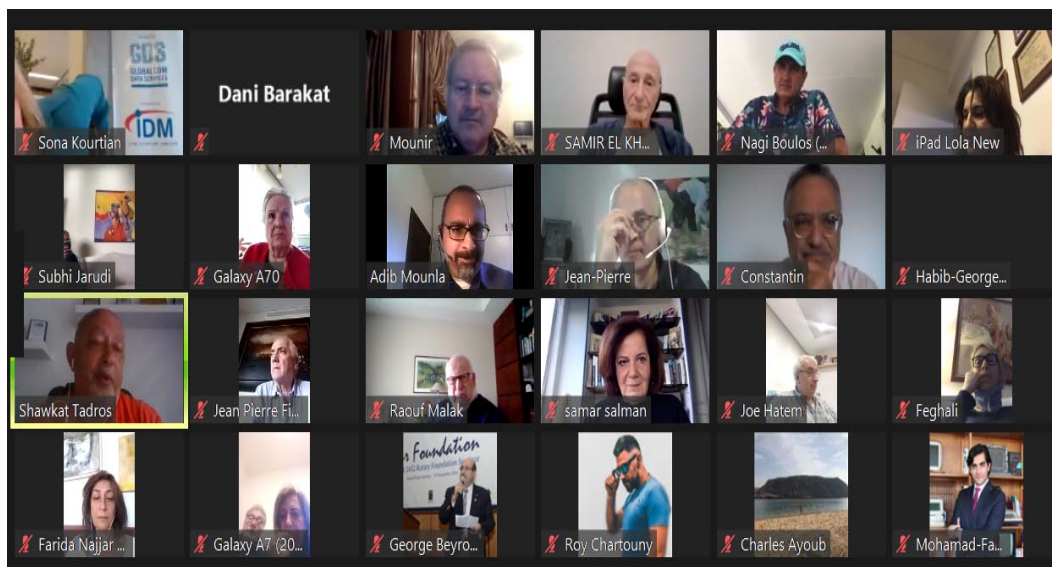 GDS
GLOBALCOM
DATA SERVICES
IDM
Sona Kourtian
Dani Barakat
Mounir
SAMIR EL KH...
Nagi Boulos (...
iPad Lola New
Subhi Jarudi
Galaxy A70
Adib Mounla
Jean-Pierre
Constantin
Habib-George...
Shawkat Tadros
Jean Pierre Fi...
Raouf Malak
samar salman
Joe Hatem
Feghali
Farida Najjar ...
Galaxy A7 (20...
Foundation
Rotary Foundation
George Beyro...
Roy Chartouny
Charles Ayoub
Mohamad-Fa...